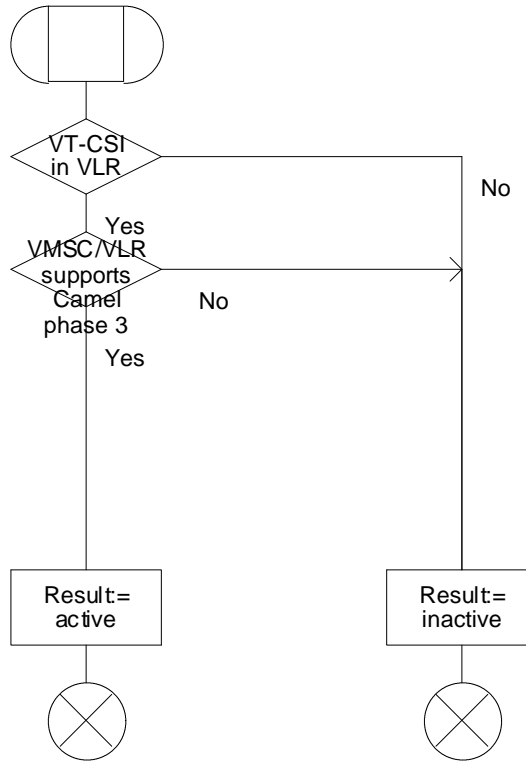 VT-CSI
in VLR
No
Yes
VMSC/VLR
supports
Camel
phase 3
No
Yes
Result:=
active
Result:=
inactive